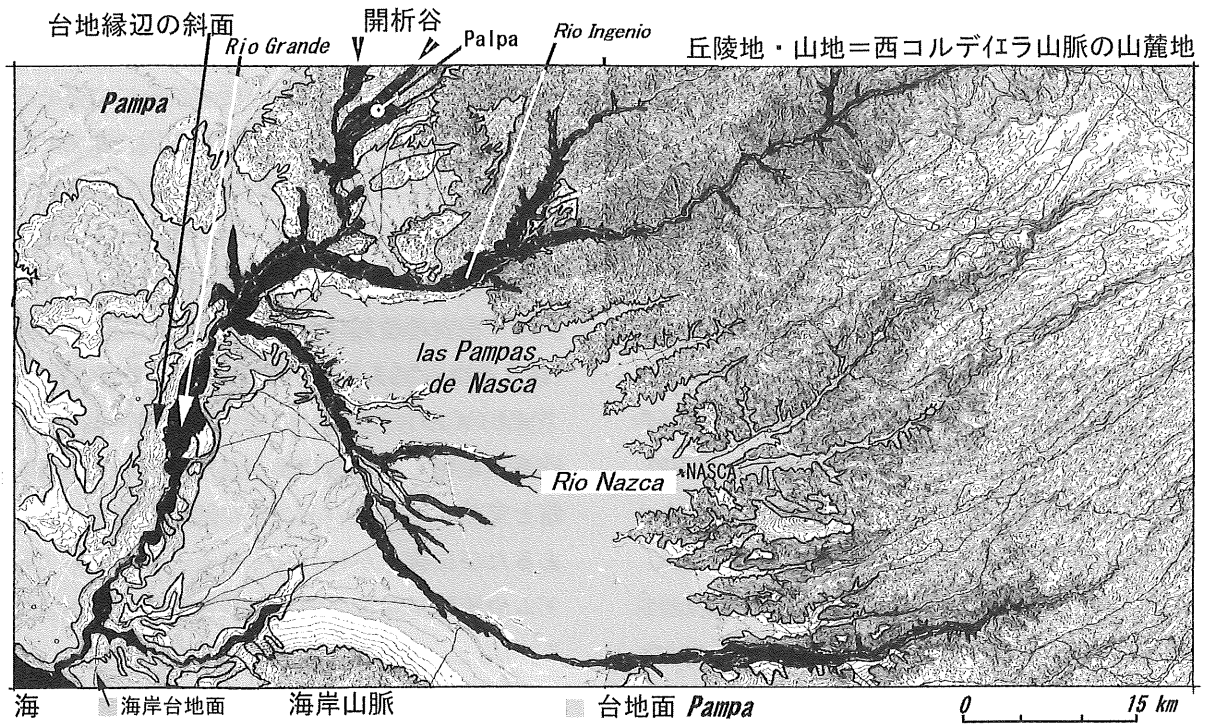 台地縁辺の斜面
開析谷
Rio Grande
Palpa
Rio Ingenio
丘陵地・山地＝西コルディエラ山脈の山麓地
Pampa
las Pampas
de Nasca
Rio Nazca
NASCA
海
海岸台地面
海岸山脈
台地面 Pampa
0 15 km